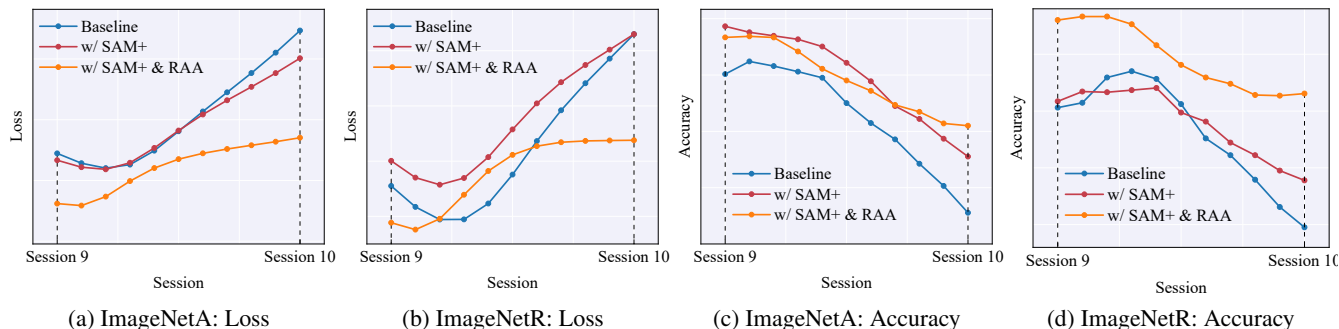 Loss
Baseline
w/ SAM+
w/ SAM+ & RAA
Session 9
Session 10
Session
(a) ImageNetA: Loss
Loss
Baseline
w/ SAM+
w/ SAM+ & RAA
Session 9
Session 10
Session
(b) ImageNetR: Loss
Accuracy
Baseline
w/ SAM+
w/ SAM+ & RAA
Session 9
Session 10
Session
(c) ImageNetA: Accuracy
Accuracy
Baseline
w/ SAM+
w/ SAM+ & RAA
Session 9
Session 10
Session
(d) ImageNetR: Accuracy